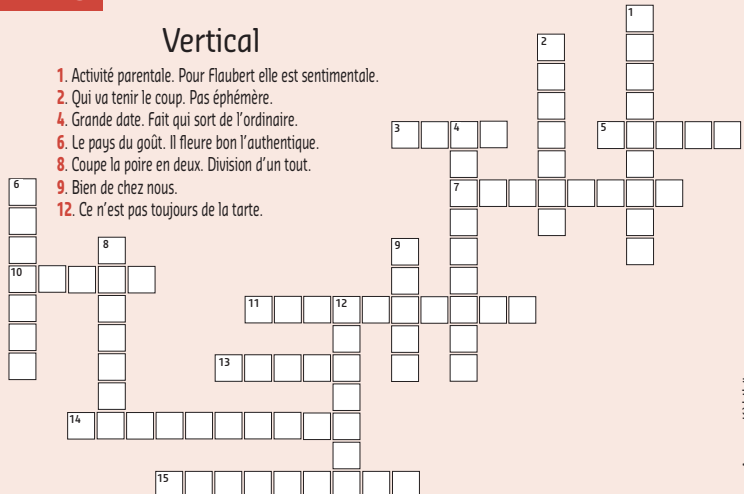 Vertical
1. Activité parentale. Pour Flaubert elle est sentimentale.
2. Qui va tenir le coup. Pas éphémère.
4. Grande date. Fait qui sort de l'ordinaire.
6. Le pays du goût. Il fleure bon l'authentique.
8. Coupe la poire en deux. Division d'un tout.
9. Bien de chez nous.
12. Ce n'est pas toujours de la tarte.
1
2
3
4
5
6
7
8
9
10
11
12
13
14
15